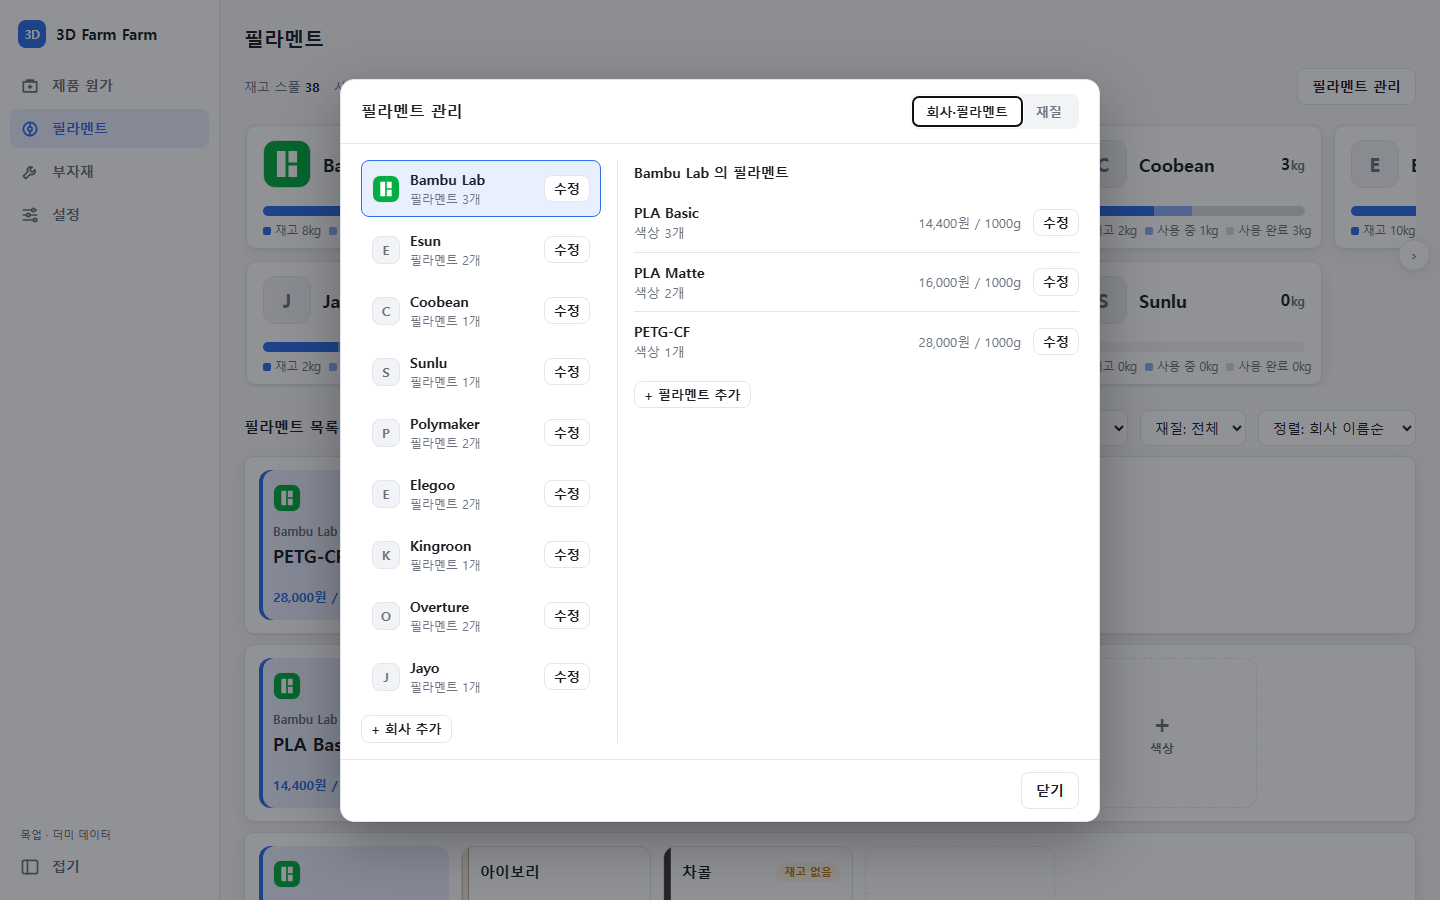 3D
3D Farm Farm
제품 원가
필라멘트
부자재
설정
목업 · 더미 데이터
접기
필라멘트
재고 스풀 38
필라멘트 관리
Coobean
3kg
E
재고 8kg
2kg
사용 중 1kg
사용 완료 3kg
재고 10kg
›
J
Sunlu
0kg
재고 2kg
0kg
사용 중 0kg
사용 완료 0kg
필라멘트 목록
재질: 전체
정렬: 회사 이름순
Bambu Lab
PETG-CF
28,000원 /
Bambu Lab
PLA Bas
14,400원 /
+
색상
아이보리
차콜
재고 없음
필라멘트 관리
회사·필라멘트
재질
Bambu Lab
필라멘트 3개
수정
E
Esun
필라멘트 2개
수정
C
Coobean
필라멘트 1개
수정
S
Sunlu
필라멘트 1개
수정
P
Polymaker
필라멘트 2개
수정
E
Elegoo
필라멘트 2개
수정
K
Kingroon
필라멘트 1개
수정
O
Overture
필라멘트 2개
수정
J
Jayo
필라멘트 1개
수정
+ 회사 추가
Bambu Lab 의 필라멘트
PLA Basic
색상 3개
14,400원 / 1000g
수정
PLA Matte
색상 2개
16,000원 / 1000g
수정
PETG-CF
색상 1개
28,000원 / 1000g
수정
+ 필라멘트 추가
닫기